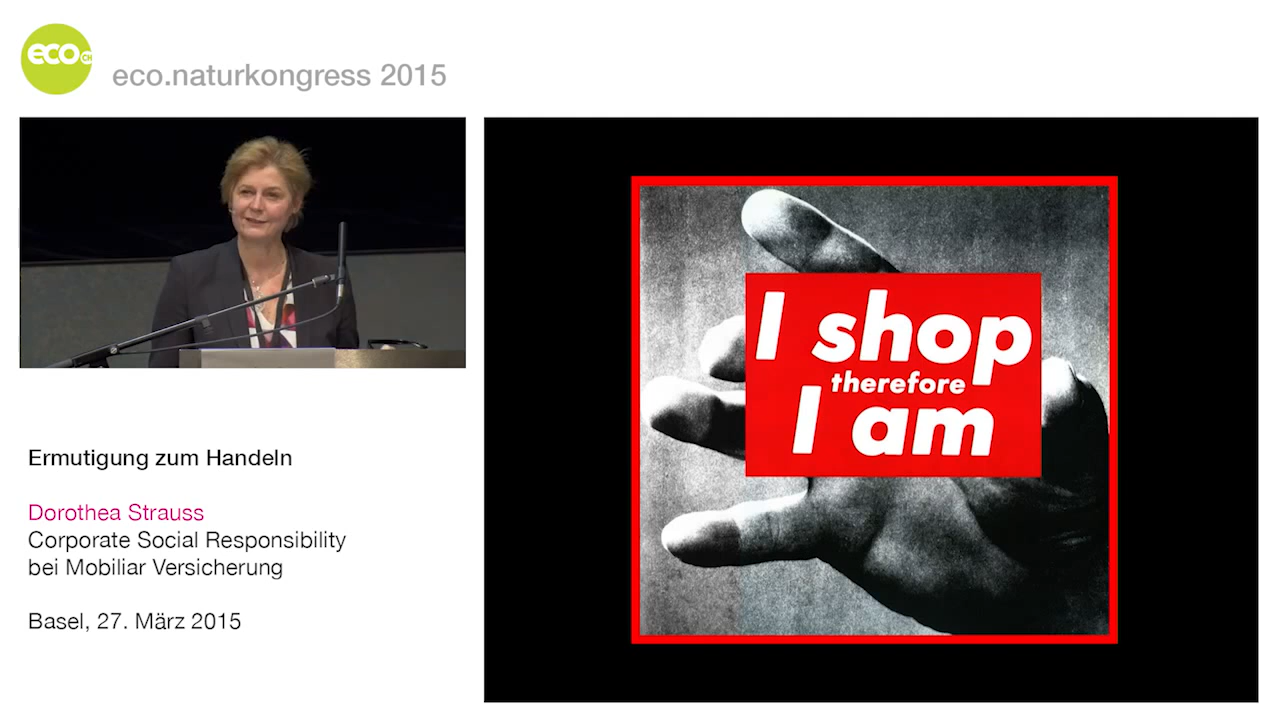 eco CH
eco.naturkongress 2015
I shop
therefore
I am
Ermutigung zum Handeln
Dorothea Strauss
Corporate Social Responsibility
bei Mobiliar Versicherung
Basel, 27. März 2015